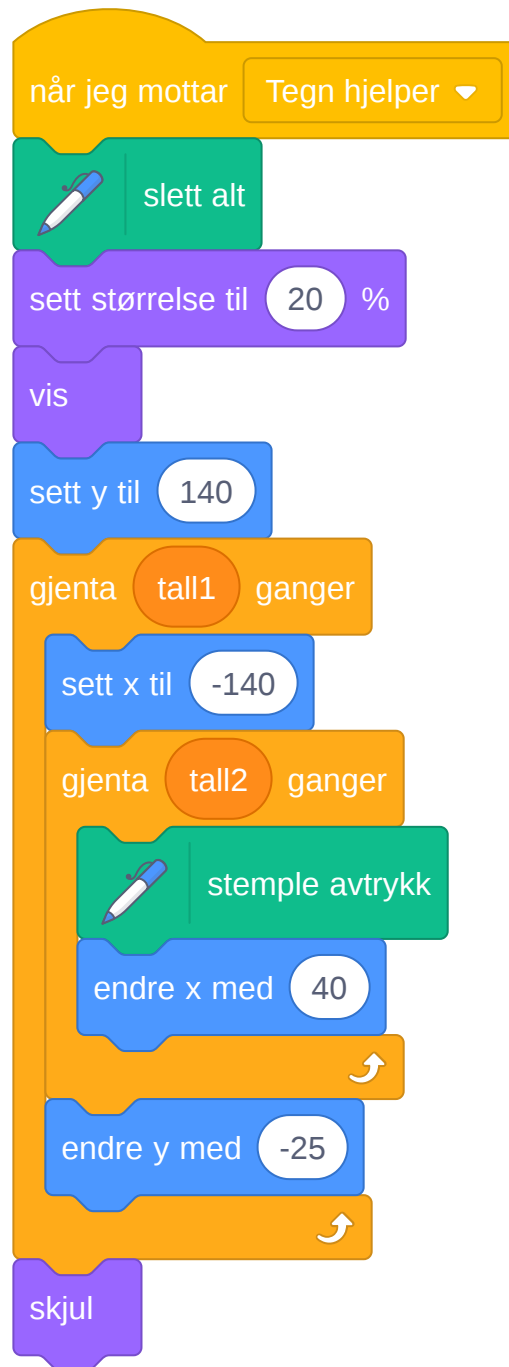 når jeg mottar Tegn hjelper
slett alt
sett størrelse til 20 %
vis
sett y til 140
gjenta tall1 ganger
sett x til -140
gjenta tall2 ganger
stemple avtrykk
endre x med 40
endre y med -25
skjul